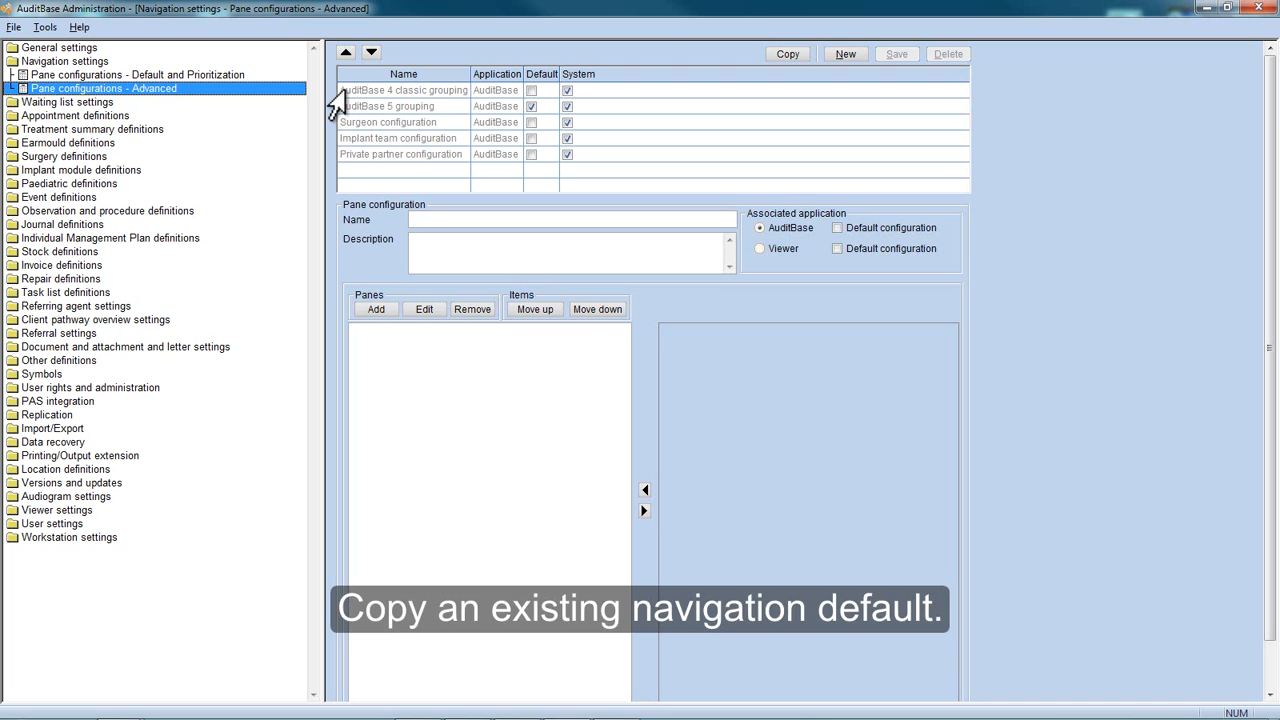 AuditBase Administration - [Navigation settings - Pane configurations - Advanced]
File Tools Help
General settings
Navigation settings
Pane configurations - Default and Prioritization
Pane configurations - Advanced
Waiting list settings
Appointment definitions
Treatment summary definitions
Earmould definitions
Surgery definitions
Implant module definitions
Paediatric definitions
Event definitions
Observation and procedure definitions
Journal definitions
Individual Management Plan definitions
Stock definitions
Invoice definitions
Repair definitions
Task list definitions
Referring agent settings
Client pathway overview settings
Referral settings
Document and attachment and letter settings
Other definitions
Symbols
User rights and administration
PAS integration
Replication
Import/Export
Data recovery
Printing/Output extension
Location definitions
Versions and updates
Audiogram settings
Viewer settings
User settings
Workstation settings
Copy New Save Delete
Name Application Default System
AuditBase 4 classic grouping AuditBase
AuditBase 5 grouping AuditBase
Surgeon configuration AuditBase
Implant team configuration AuditBase
Private partner configuration AuditBase
Pane configuration
Name
Description
Associated application
AuditBase Default configuration
Viewer Default configuration
Panes Items
Add Edit Remove Move up Move down
Copy an existing navigation default.
NUM